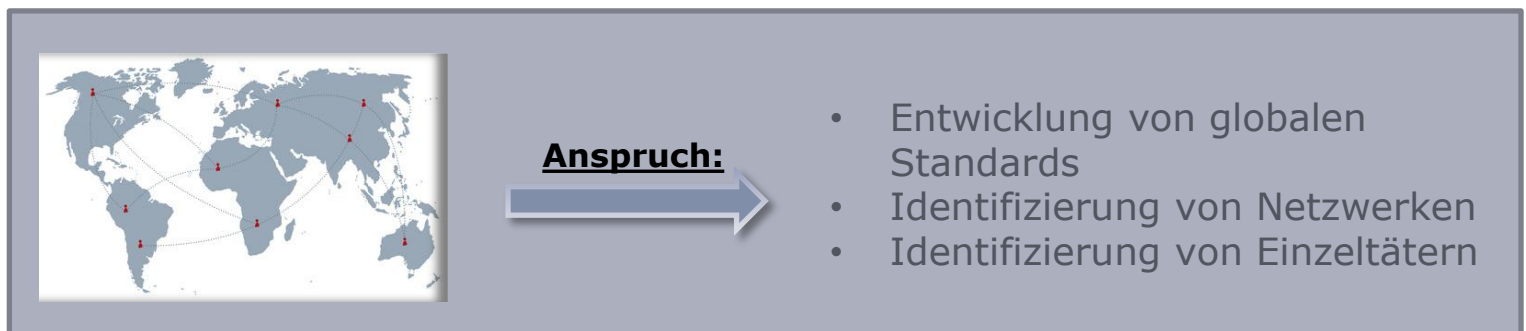 Anspruch:
• Entwicklung von globalen
Standards
• Identifizierung von Netzwerken
• Identifizierung von Einzeltätern